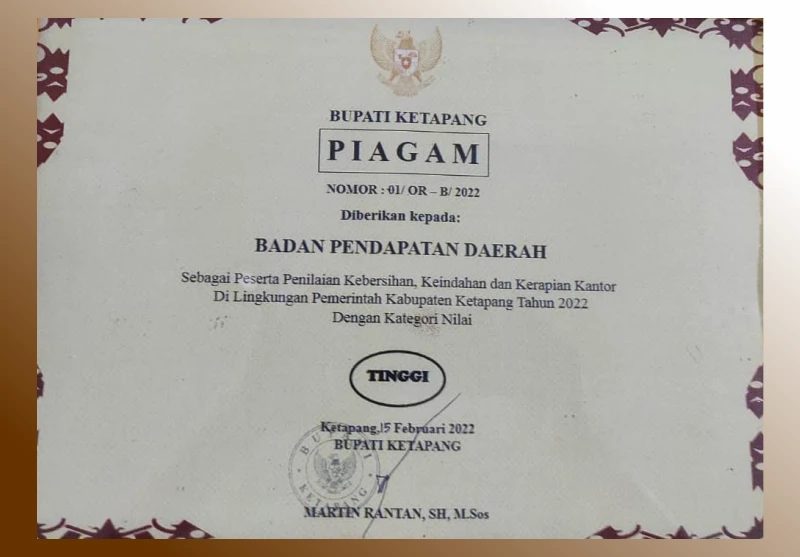 BUPATI KETAPANG
PIAGAM
NOMOR : 01/ OR – B/ 2022
Diberikan kepada:
BADAN PENDAPATAN DAERAH
Sebagai Peserta Penilaian Kebersihan, Keindahan dan Kerapian Kantor
Di Lingkungan Pemerintah Kabupaten Ketapang Tahun 2022
Dengan Kategori Nilai
TINGGI
Ketapang,15 Februari 2022
BUPATI KETAPANG
BUPATI
KETAPANG
MARTIN RANTAN, SH, M.Sos